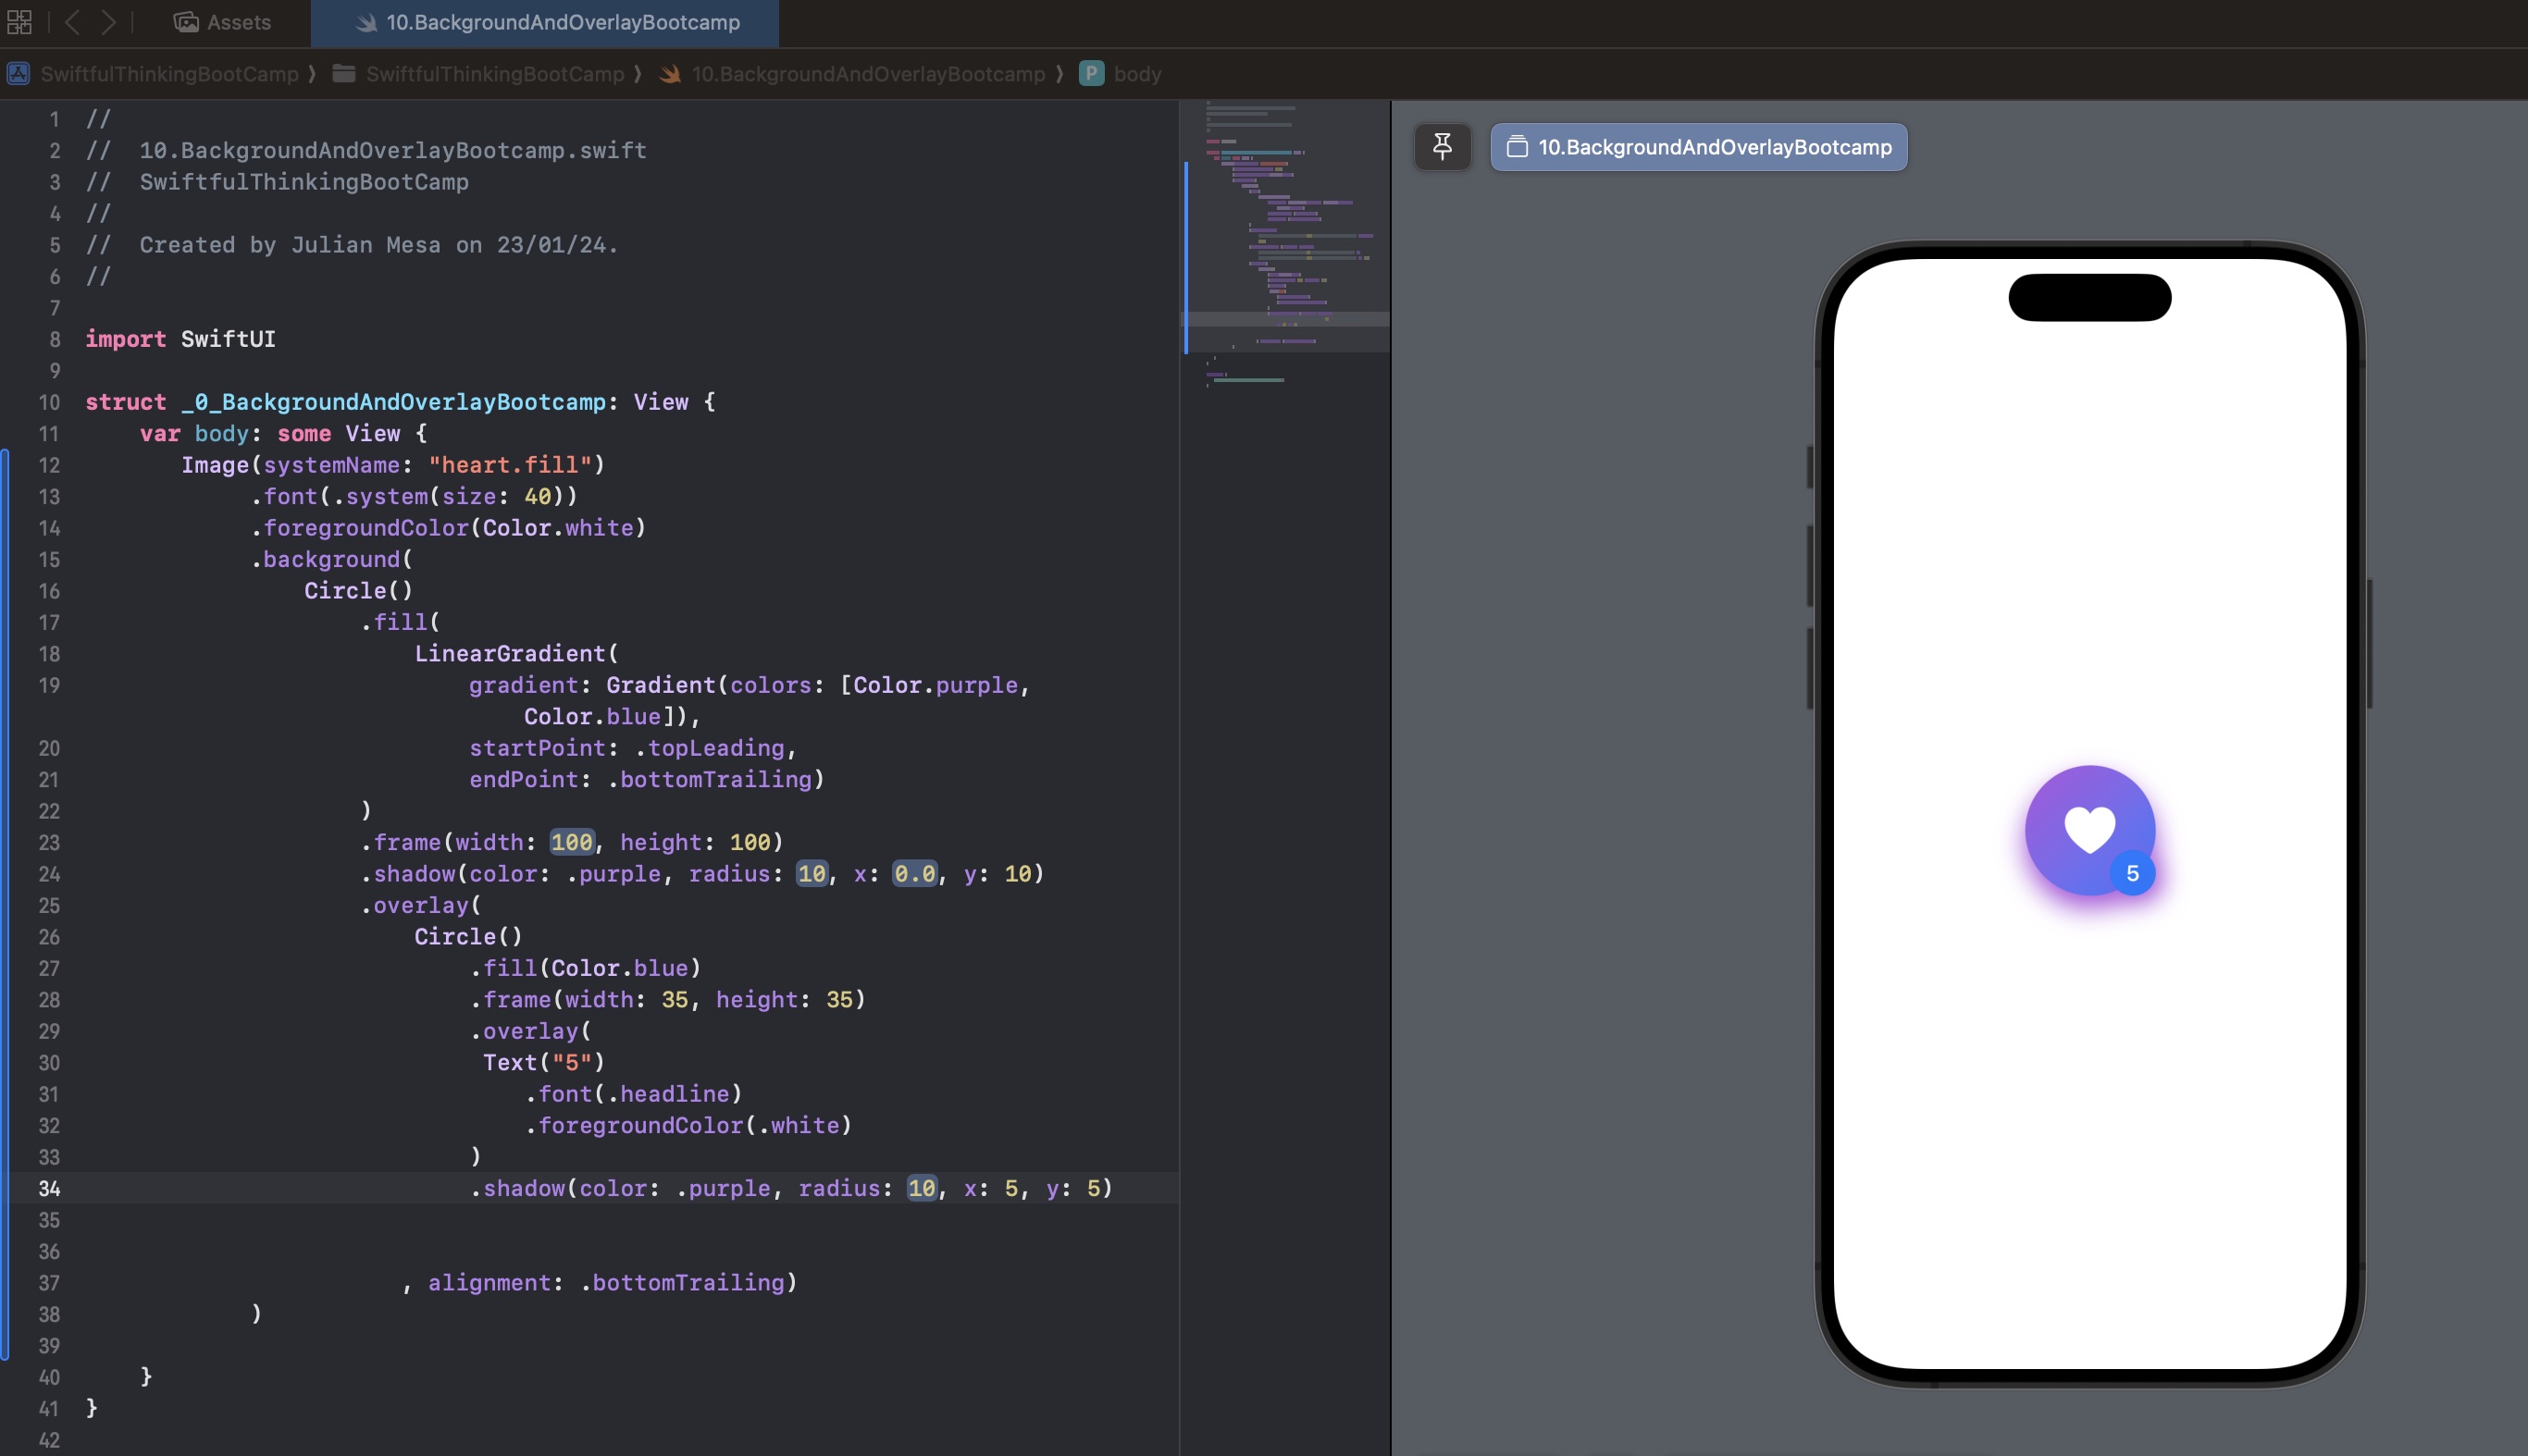 Assets
10.BackgroundAndOverlayBootcamp
SwiftfulThinkingBootCamp ⟩ SwiftfulThinkingBootCamp ⟩ 10.BackgroundAndOverlayBootcamp ⟩ P body
1 //
2 //  10.BackgroundAndOverlayBootcamp.swift
3 //  SwiftfulThinkingBootCamp
4 //
5 //  Created by Julian Mesa on 23/01/24.
6 //
7
8 import SwiftUI
9
10 struct _0_BackgroundAndOverlayBootcamp: View {
11     var body: some View {
12        Image(systemName: "heart.fill")
13             .font(.system(size: 40))
14             .foregroundColor(Color.white)
15             .background(
16                 Circle()
17                     .fill(
18                         LinearGradient(
19                             gradient: Gradient(colors: [Color.purple,
Color.blue]),
20                             startPoint: .topLeading,
21                             endPoint: .bottomTrailing)
22                     )
23                     .frame(width: 100, height: 100)
24                     .shadow(color: .purple, radius: 10, x: 0.0, y: 10)
25                     .overlay(
26                         Circle()
27                             .fill(Color.blue)
28                             .frame(width: 35, height: 35)
29                             .overlay(
30                              Text("5")
31                                 .font(.headline)
32                                 .foregroundColor(.white)
33                             )
34                             .shadow(color: .purple, radius: 10, x: 5, y: 5)
35
36
37                        , alignment: .bottomTrailing)
38             )
39
40     }
41 }
42
10.BackgroundAndOverlayBootcamp
5